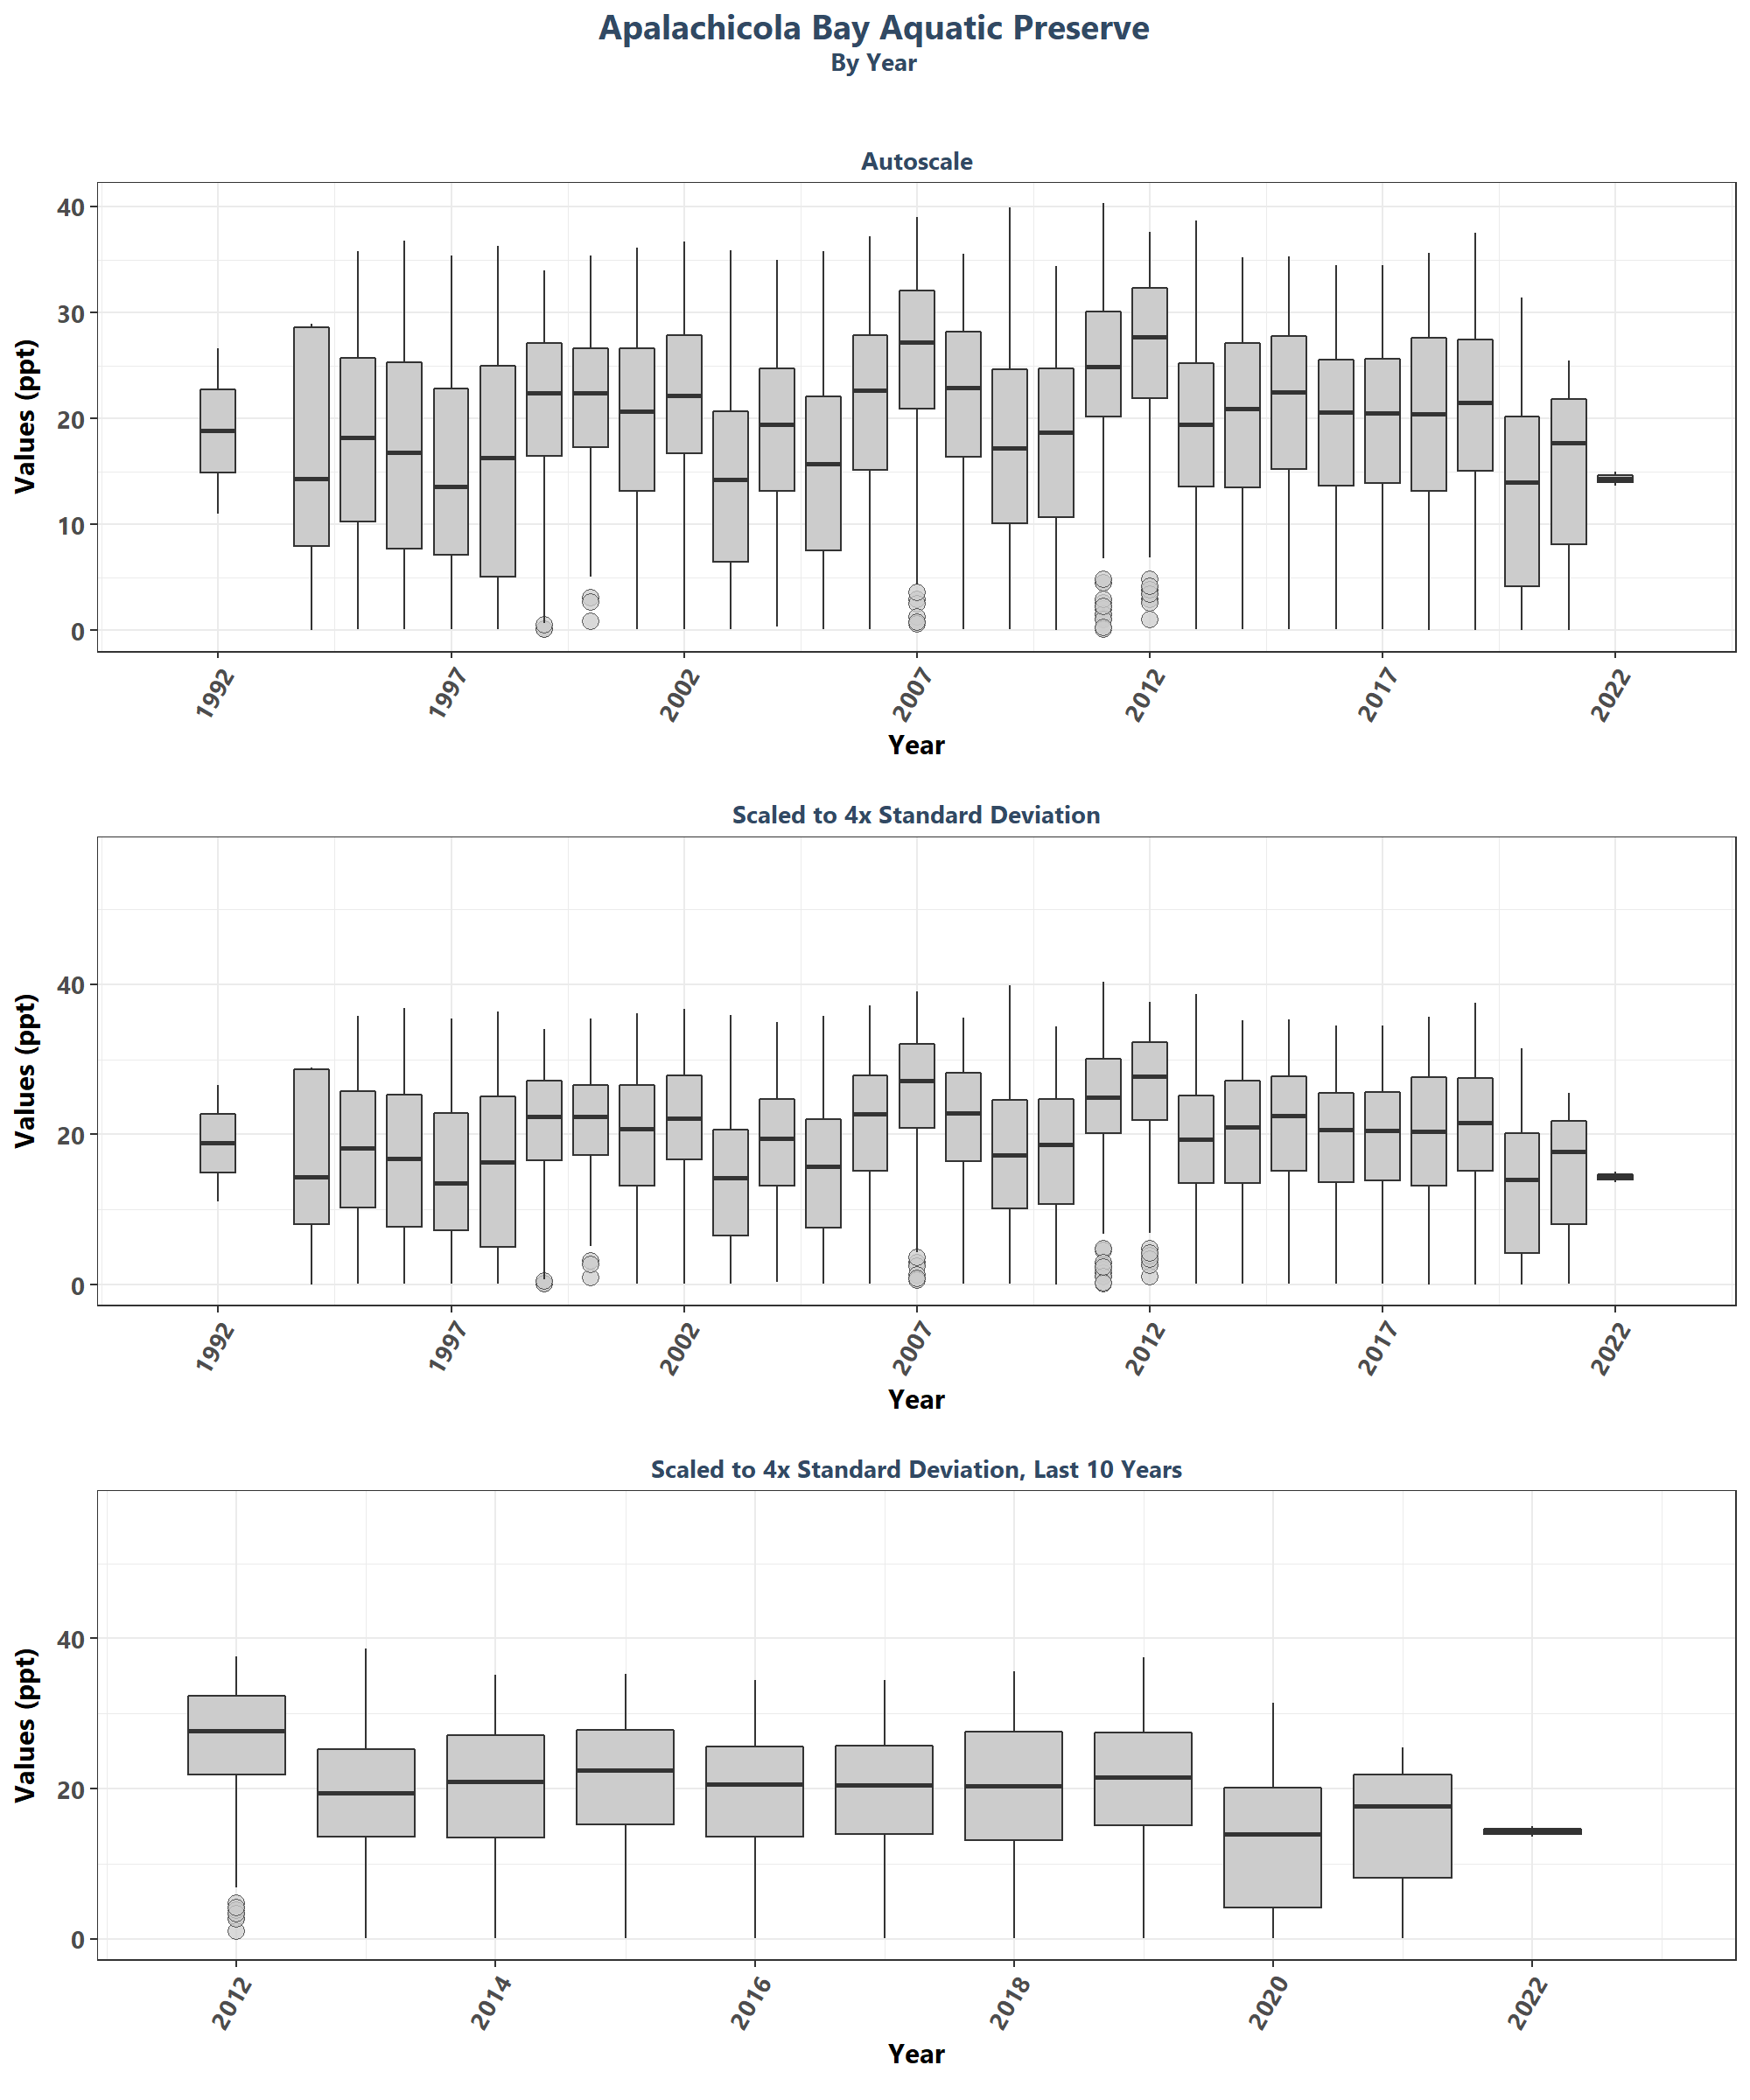 Apalachicola Bay Aquatic Preserve
By Year
Autoscale
Values (ppt)
40
30
20
10
0
1992 1997 2002 2007 2012 2017 2022
Year
Scaled to 4x Standard Deviation
Values (ppt)
40
20
0
1992 1997 2002 2007 2012 2017 2022
Year
Scaled to 4x Standard Deviation, Last 10 Years
Values (ppt)
40
20
0
2012 2014 2016 2018 2020 2022
Year